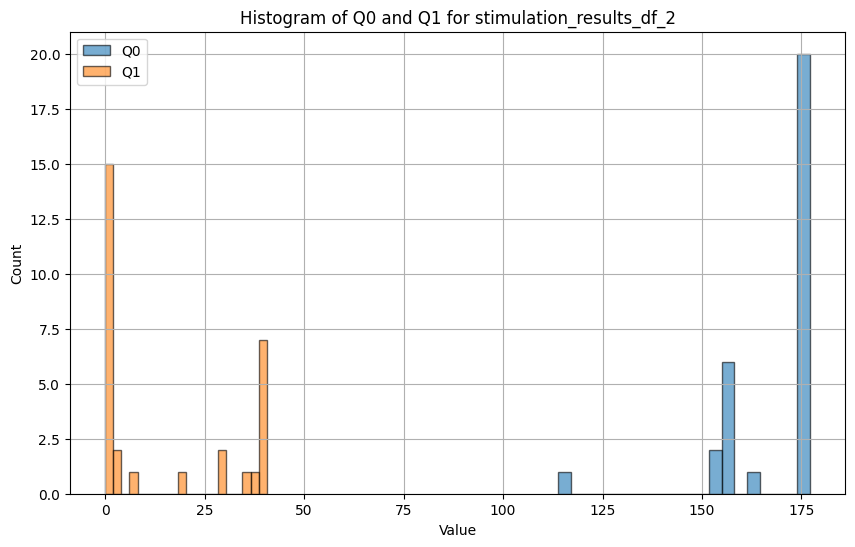 Histogram of Q0 and Q1 for stimulation_results_df_2
Q0
Q1
20.0
17.5
15.0
12.5
10.0
7.5
5.0
2.5
0.0
Count
0 25 50 75 100 125 150 175
Value